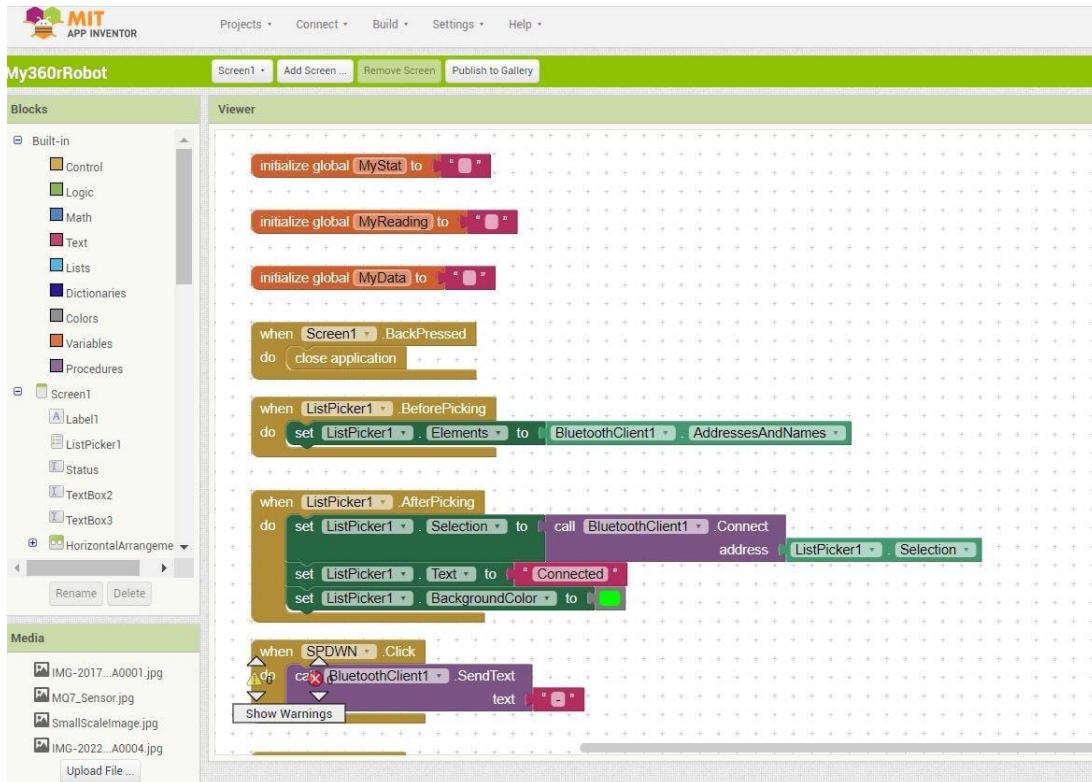 MIT
APP INVENTOR
Projects Connect Build Settings Help
My360rRobot
Screen1 Add Screen ... Remove Screen Publish to Gallery
Blocks
Built-in
Control
Logic
Math
Text
Lists
Dictionaries
Colors
Variables
Procedures
Screen1
Label1
ListPicker1
Status
TextBox2
TextBox3
HorizontalArrangeme
Rename Delete
Media
IMG-2017...A0001.jpg
MQ7_Sensor.jpg
SmallScaleImage.jpg
IMG-2022...A0004.jpg
Upload File ...
Viewer
initialize global MyStat to " "
initialize global MyReading to " "
initialize global MyData to " "
when Screen1 .BackPressed
do close application
when ListPicker1 .BeforePicking
do set ListPicker1 . Elements to BluetoothClient1 . AddressesAndNames
when ListPicker1 .AfterPicking
do set ListPicker1 . Selection to call BluetoothClient1 .Connect
address ListPicker1 . Selection
set ListPicker1 . Text to " Connected "
set ListPicker1 . BackgroundColor to
when SPDWN .Click
do call BluetoothClient1 .SendText
text " - "
Show Warnings